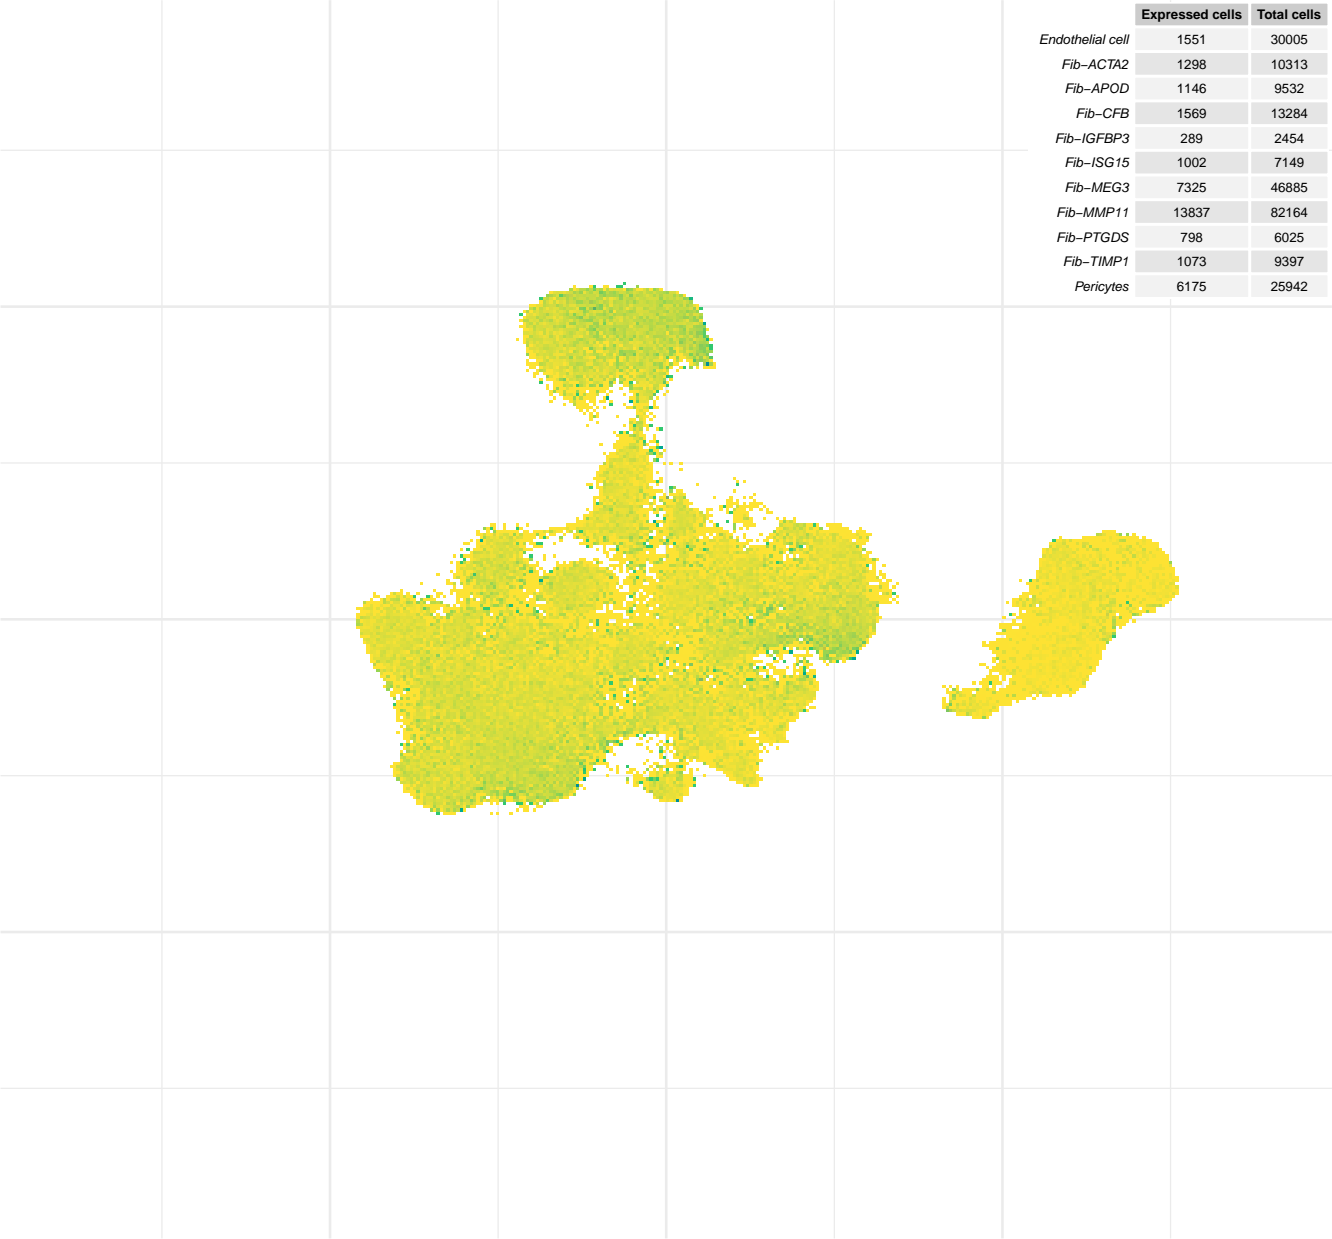 Expressed cells Total cells
Endothelial cell 1551 30005
Fib−ACTA2 1298 10313
Fib−APOD 1146 9532
Fib−CFB 1569 13284
Fib−IGFBP3 289 2454
Fib−ISG15 1002 7149
Fib−MEG3 7325 46885
Fib−MMP11 13837 82164
Fib−PTGDS 798 6025
Fib−TIMP1 1073 9397
Pericytes 6175 25942